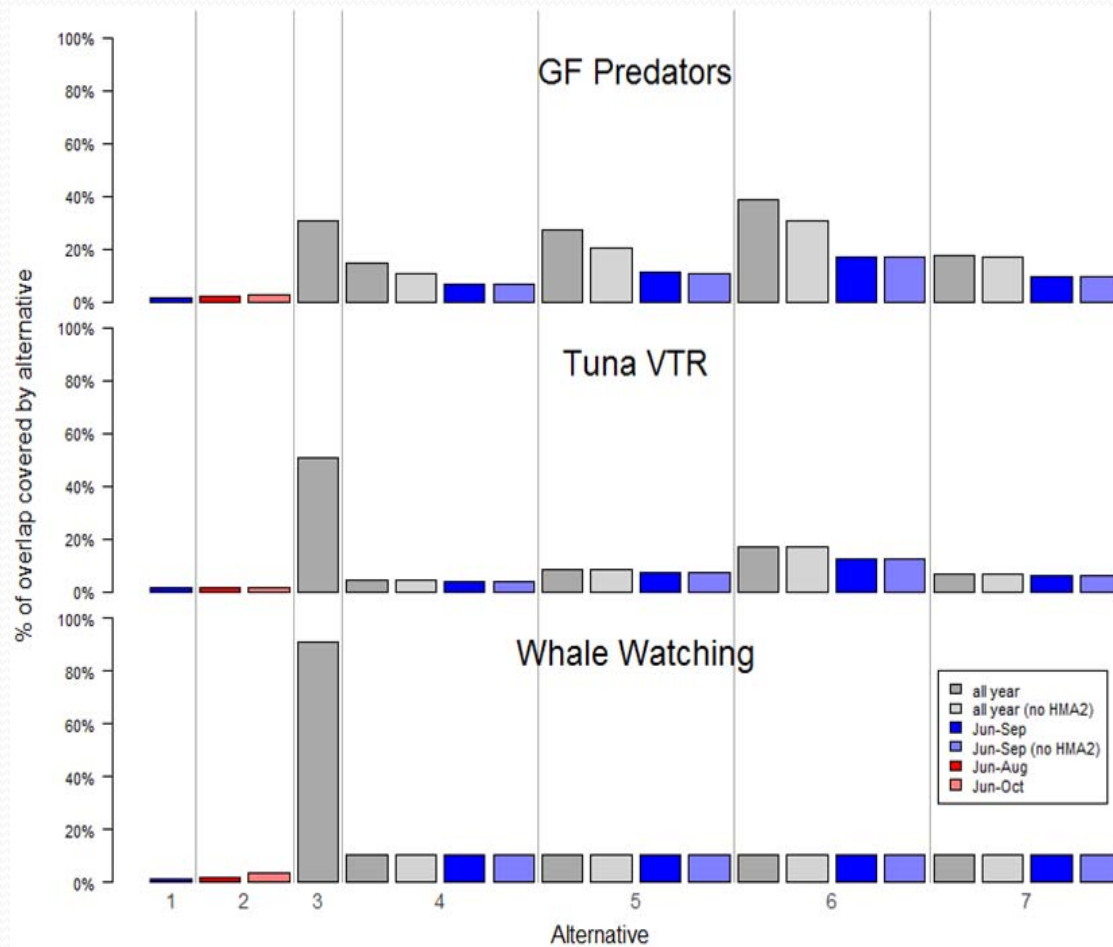 % of overlap covered by alternative
GF Predators
100%
80%
60%
40%
20%
0%
Tuna VTR
100%
80%
60%
40%
20%
0%
Whale Watching
100%
80%
60%
40%
20%
0%
all year
all year (no HMA2)
Jun-Sep
Jun-Sep (no HMA2)
Jun-Aug
Jun-Oct
1 2 3 4 5 6 7
Alternative